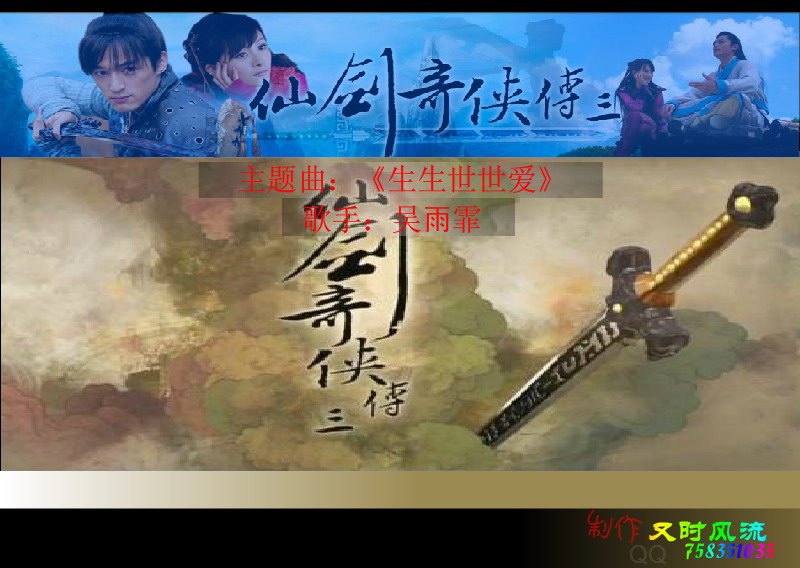 仙剑奇侠传三
主题曲：《生生世世爱》
歌手：吴雨霏
仙剑奇侠傅三
制作 又时风流
QQ 758351035